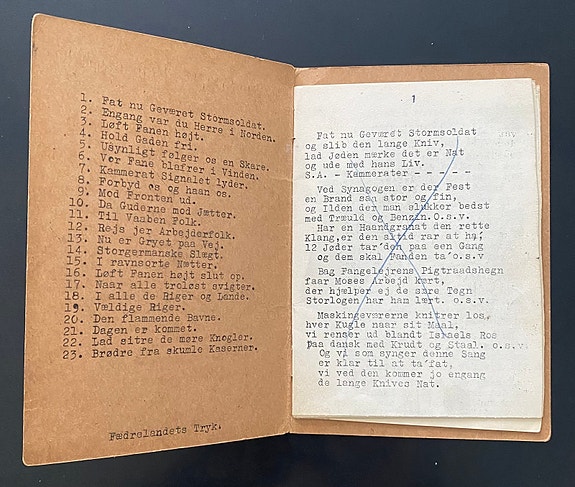 1. Fat nu Geværet Stormsoldat.
2. Engang var du Herre i Norden.
3. Løft Fanen højt.
4. Hold Gaden fri.
5. Usynligt følger os en Skare.
6. Vor Fane blafrer i Vinden.
7. Kammerat Signalet lyder.
8. Forbyd os og haan os.
9. Mod Fronten ud.
10. Da Guderne mod Jætter.
11. Til Vaaben Folk.
12. Rejs jer Arbejderfolk.
13. Nu er Gryet paa Vej.
14. Storgermanske Slægt.
15. I ravnsorte Nætter.
16. Løft Fanen højt slut op.
17. Naar alle troløst svigter.
18. I alle de Riger og Lande.
19. Vældige Riger.
20. Den flammende Bavne.
21. Dagen er kommet.
22. Lad sitre de møre Knogler.
23. Brødre fra skumle Kaserner.
Fædrelandets Tryk.
1
Fat nu Geværet Stormsoldat
og slib den lange Kniv,
lad Jøden mærke det er Nat
og ude med hans Liv.
S.A. - Kammerater - - - - -
Ved Synagogen er der Fest
en Brand saa stor og fin,
og Ilden den man slukker bedst
med Træuld og Benzin. O.s.v.
Har en Haandgranat den rette
Klang, er den slidt rar at ha,'
12 Jøder tar' den paa een Gang
og dem skal Fanden ta' o.s.v
Bag Fangelejrens Pigtraadshegn
faar Moses Arbejd lært,
der hjælper ej de sære Tegn
Storlogen har han lært. o.s.v.
Maskingeværerne knitrer løs,
hver Kugle naar sit Maal,
vi renser ud blandt Israels Ros
paa dansk med Krudt og Staal. o.s.v.
Og vi som synger denne Sang
er klar til at ta'fat,
vi ved den kommer jo engang
de lange Knives Nat.